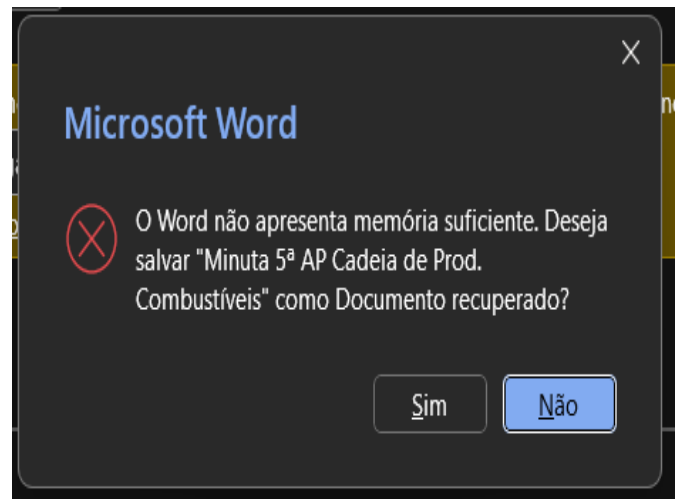 X
Microsoft Word
O Word não apresenta memória suficiente. Deseja
salvar "Minuta 5ª AP Cadeia de Prod.
Combustíveis" como Documento recuperado?
Sim
Não